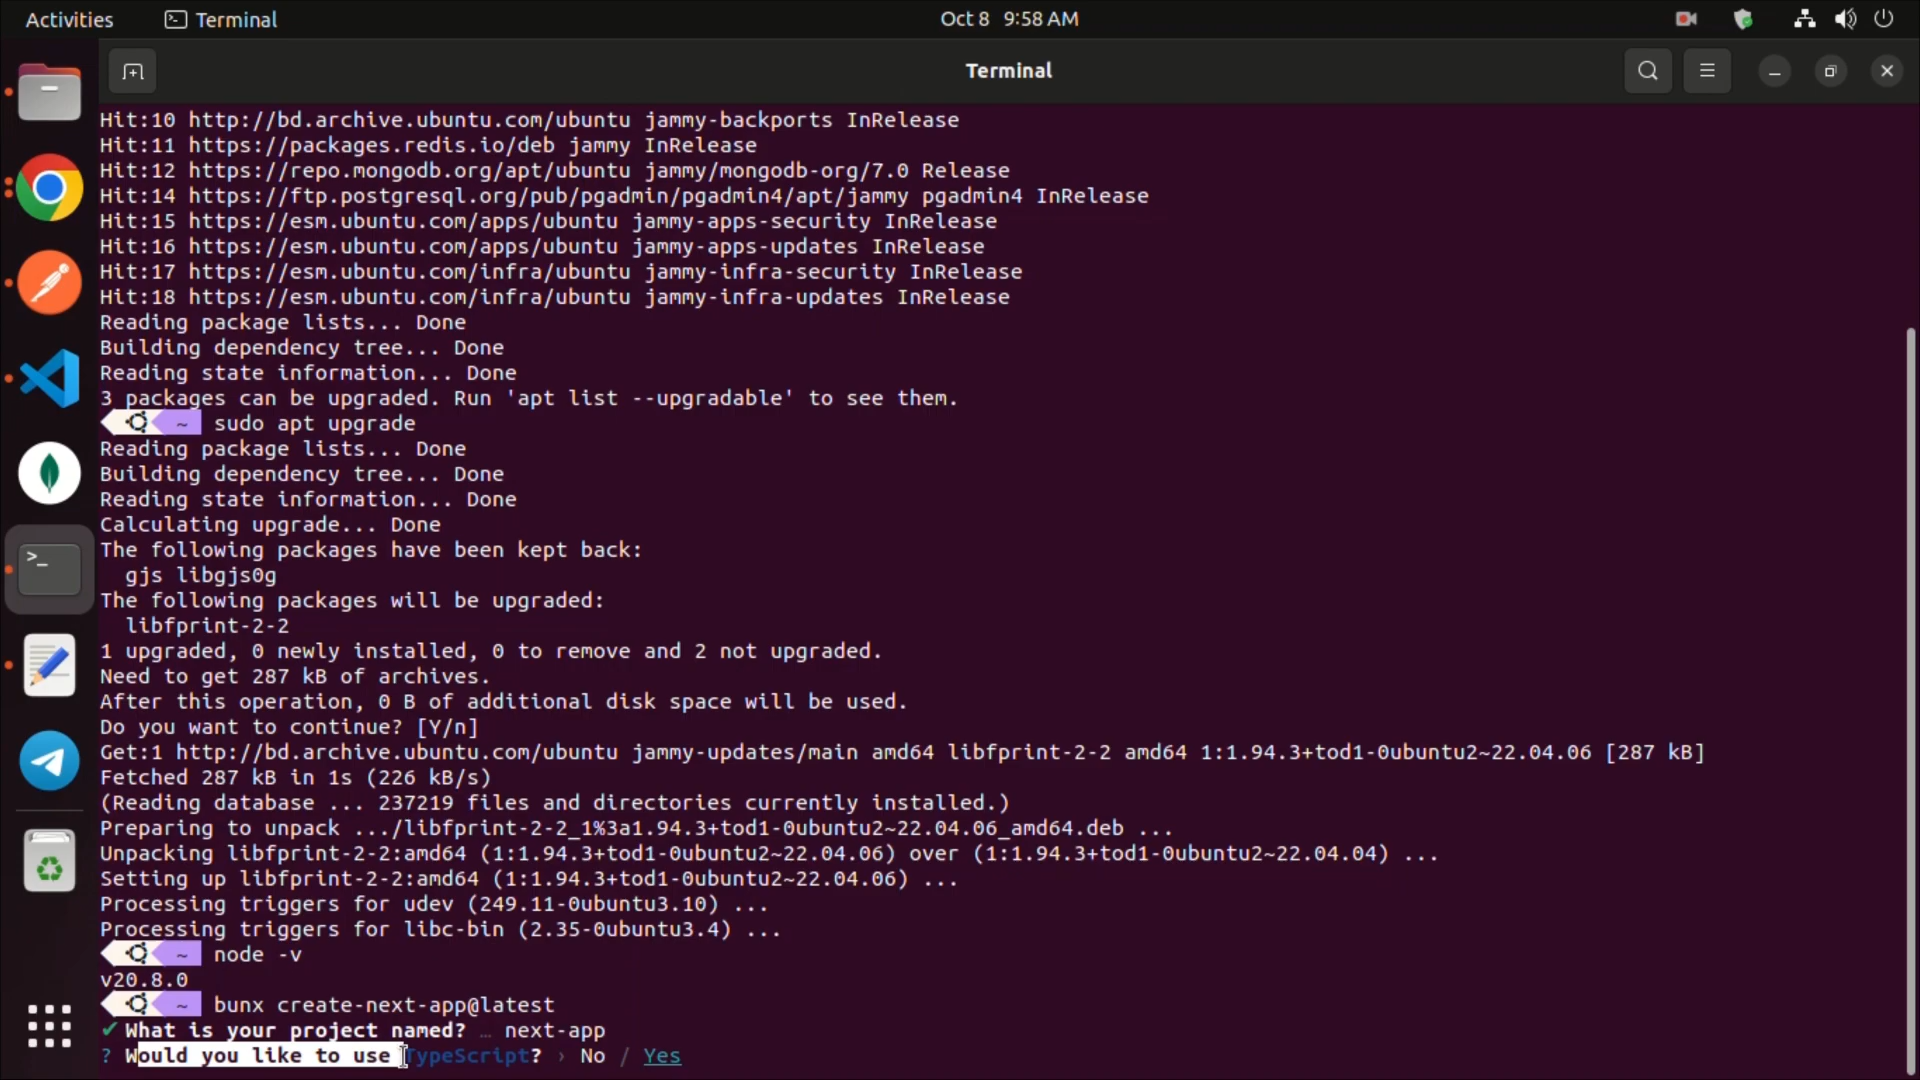 Activities
Terminal
Oct 8 9:58 AM
Terminal
Hit:10 http://bd.archive.ubuntu.com/ubuntu jammy-backports InRelease
Hit:11 https://packages.redis.io/deb jammy InRelease
Hit:12 https://repo.mongodb.org/apt/ubuntu jammy/mongodb-org/7.0 Release
Hit:14 https://ftp.postgresql.org/pub/pgadmin/pgadmin4/apt/jammy pgadmin4 InRelease
Hit:15 https://esm.ubuntu.com/apps/ubuntu jammy-apps-security InRelease
Hit:16 https://esm.ubuntu.com/apps/ubuntu jammy-apps-updates InRelease
Hit:17 https://esm.ubuntu.com/infra/ubuntu jammy-infra-security InRelease
Hit:18 https://esm.ubuntu.com/infra/ubuntu jammy-infra-updates InRelease
Reading package lists... Done
Building dependency tree... Done
Reading state information... Done
3 packages can be upgraded. Run 'apt list --upgradable' to see them.
~ sudo apt upgrade
Reading package lists... Done
Building dependency tree... Done
Reading state information... Done
Calculating upgrade... Done
The following packages have been kept back:
gjs libgjs0g
The following packages will be upgraded:
libfprint-2-2
1 upgraded, 0 newly installed, 0 to remove and 2 not upgraded.
Need to get 287 kB of archives.
After this operation, 0 B of additional disk space will be used.
Do you want to continue? [Y/n]
Get:1 http://bd.archive.ubuntu.com/ubuntu jammy-updates/main amd64 libfprint-2-2 amd64 1:1.94.3+tod1-0ubuntu2~22.04.06 [287 kB]
Fetched 287 kB in 1s (226 kB/s)
(Reading database ... 237219 files and directories currently installed.)
Preparing to unpack .../libfprint-2-2_1%3a1.94.3+tod1-0ubuntu2~22.04.06_amd64.deb ...
Unpacking libfprint-2-2:amd64 (1:1.94.3+tod1-0ubuntu2~22.04.06) over (1:1.94.3+tod1-0ubuntu2~22.04.04) ...
Setting up libfprint-2-2:amd64 (1:1.94.3+tod1-0ubuntu2~22.04.06) ...
Processing triggers for udev (249.11-0ubuntu3.10) ...
Processing triggers for libc-bin (2.35-0ubuntu3.4) ...
~ node -v
v20.8.0
~ bunx create-next-app@latest
✔ What is your project named? … next-app
? Would you like to use TypeScript? › No / Yes